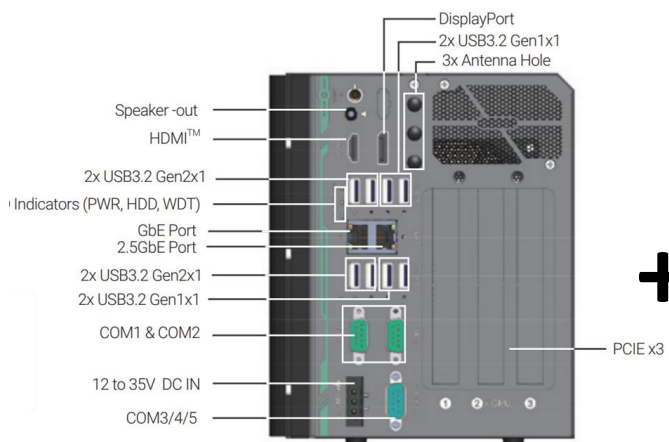 DisplayPort
2x USB3.2 Gen1x1
3x Antenna Hole
Speaker -out
HDMI™
2x USB3.2 Gen2x1
Indicators (PWR, HDD, WDT)
GbE Port
2.5GbE Port
2x USB3.2 Gen2x1
2x USB3.2 Gen1x1
COM1 & COM2
PCIE x3
12 to 35V DC IN
COM3/4/5
1 2 GPU 3